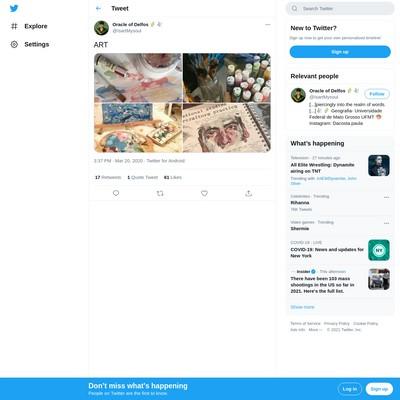 Explore
Settings
Tweet
Oracle of Delfos
@IsartMysoul
ART
3:37 PM · Mar 20, 2020 · Twitter for Android
17 Retweets 1 Quote Tweet 61 Likes
Search Twitter
New to Twitter?
Sign up now to get your own personalized timeline!
Sign up
Relevant people
Oracle of Delfos
@IsartMysoul
Follow
[...]piercingly into the realm of words.
[...] Geografia- Universidade
Federal de Mato Grosso UFMT
Instagram: Dacosta paula
What's happening
Television · 27 minutes ago
All Elite Wrestling: Dynamite
airing on TNT
Trending with #AEWDynamite, John
Silver
Celebrities · Trending
Rihanna
76K Tweets
Video games · Trending
Shermie
COVID-19 · LIVE
COVID-19: News and updates for
New York
NY
Insider · This afternoon
There have been 103 mass
shootings in the US so far in
2021. Here's the full list.
Show more
Terms of Service Privacy Policy Cookie Policy
Ads info More © 2021 Twitter, Inc.
Don't miss what's happening
People on Twitter are the first to know.
Log in
Sign up